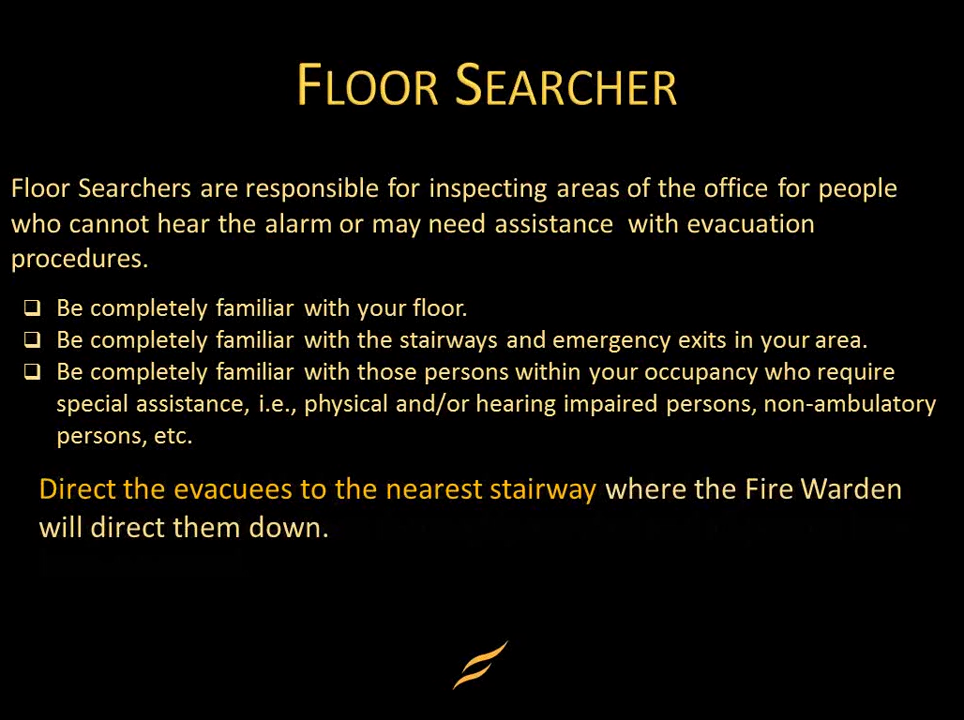 FLOOR SEARCHER
Floor Searchers are responsible for inspecting areas of the office for people
who cannot hear the alarm or may need assistance with evacuation
procedures.
❑ Be completely familiar with your floor.
❑ Be completely familiar with the stairways and emergency exits in your area.
❑ Be completely familiar with those persons within your occupancy who require
special assistance, i.e., physical and/or hearing impaired persons, non-ambulatory
persons, etc.
Direct the evacuees to the nearest stairway where the Fire Warden
will direct them down.